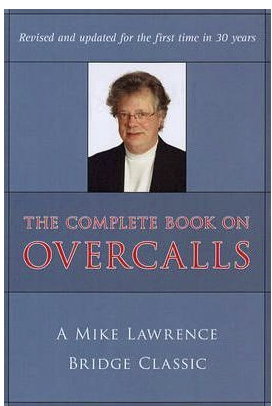 Revised and updated for the first time in 30 years
THE COMPLETE BOOK ON
OVERCALLS
A MIKE LAWRENCE
BRIDGE CLASSIC